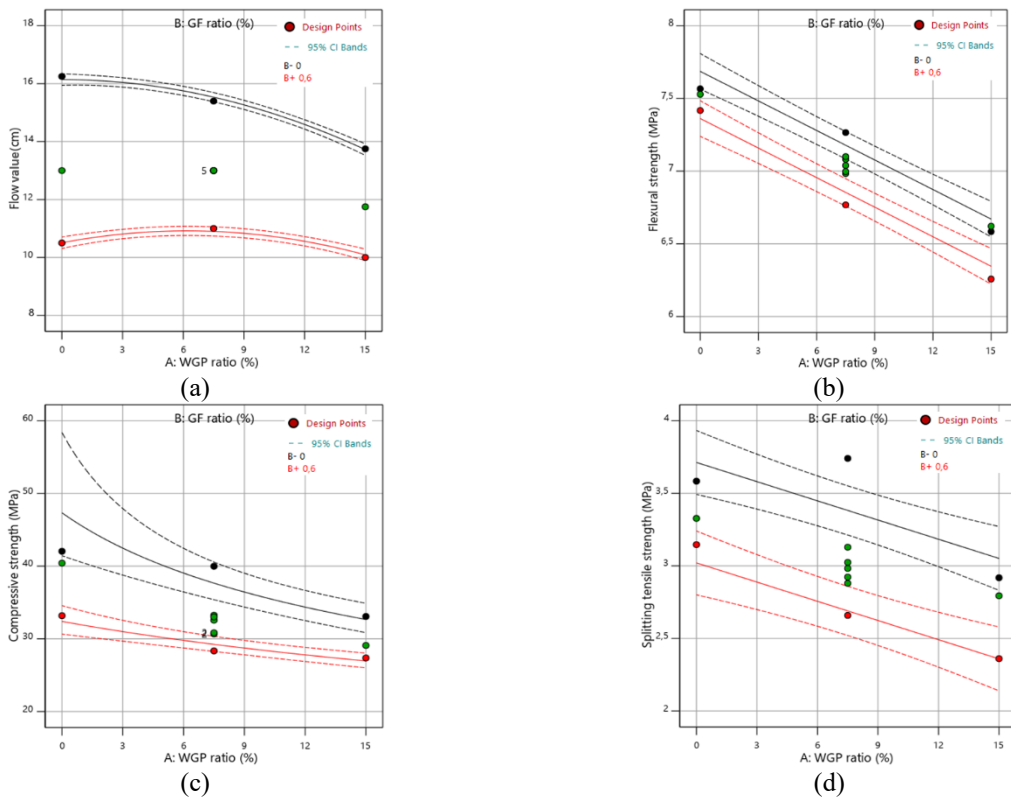 B: GF ratio (%)
Design Points
95% CI Bands
B- 0
B+ 0,6
18
16
14
12
10
8
Flow value(cm)
5
0 3 6 9 12 15
A: WGP ratio (%)
(a)
B: GF ratio (%)
Design Points
95% CI Bands
B- 0
B+ 0,6
8
7,5
7
6,5
6
Flexural strength (MPa)
0 3 6 9 12 15
A: WGP ratio (%)
(b)
B: GF ratio (%)
Design Points
95% CI Bands
B- 0
B+ 0,6
60
50
40
30
20
Compressive strength (MPa)
2
0 3 6 9 12 15
A: WGP ratio (%)
(c)
B: GF ratio (%)
Design Points
95% CI Bands
B- 0
B+ 0,6
4
3,5
3
2,5
2
Splitting tensile strength (MPa)
0 3 6 9 12 15
A: WGP ratio (%)
(d)